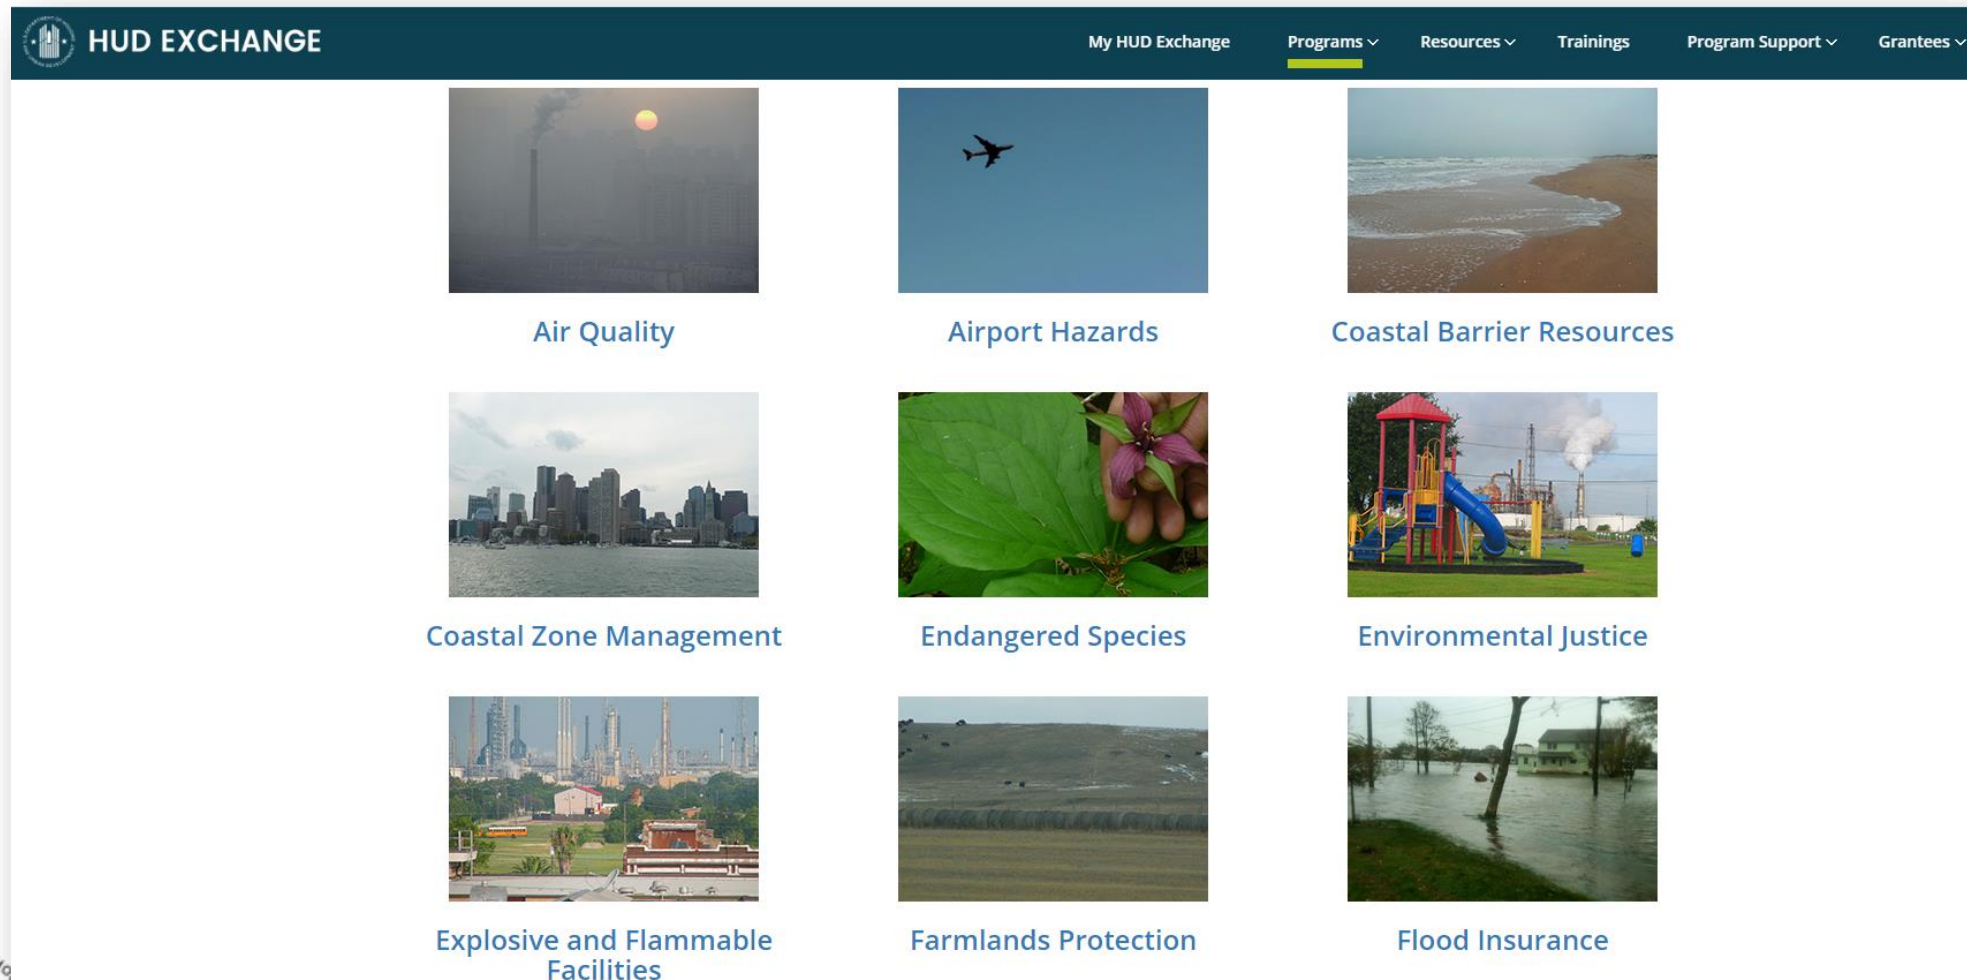 HUD EXCHANGE
My HUD Exchange Programs Resources Trainings Program Support Grantees
Air Quality Airport Hazards Coastal Barrier Resources
Coastal Zone Management Endangered Species Environmental Justice
Explosive and Flammable
Facilities
Farmlands Protection Flood Insurance